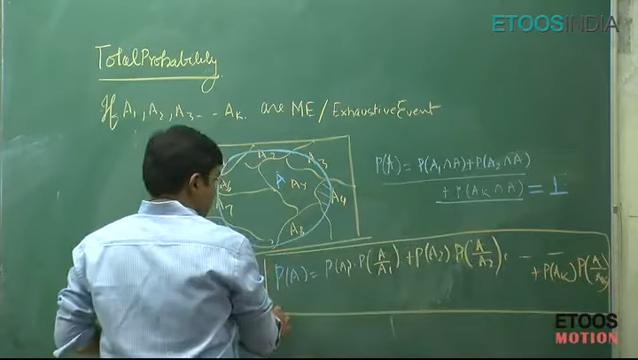 ETOOSINDIA
Total Probability
If A1, A2, A3 - - AK. are ME / Exhaustive Event
A2 A3
A4
A5
P(A) = P(A1∩A) + P(A2∩A)
+ P(AK∩A) = 1
P(A) = P(A1) · P(A/A1) + P(A2) P(A/A2) · - -
+ P(AK) P(A/AK)
ETOOS
MOTION